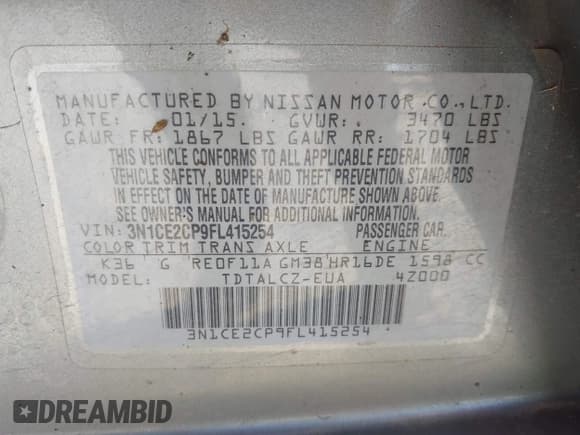 MANUFACTURED BY NISSAN MOTOR CO., LTD.
DATE: 01/15. GVWR: 3470 LBS
GAWR FR: 1867 LBS GAWR RR: 1704 LBS
THIS VEHICLE CONFORMS TO ALL APPLICABLE FEDERAL MOTOR
VEHICLE SAFETY, BUMPER AND THEFT PREVENTION STANDARDS
IN EFFECT ON THE DATE OF MANUFACTURE SHOWN ABOVE.
SEE OWNER'S MANUAL FOR ADDITIONAL INFORMATION.
VIN: 3N1CE2CP9FL415254 PASSENGER CAR
COLOR TRIM TRANS AXLE ENGINE
K36 G RE0F11A GM38 HR16DE 1598 CC
MODEL: TDTALCZ-EUA 4Z000
3N1CE2CP9FL415254
DREAMBID